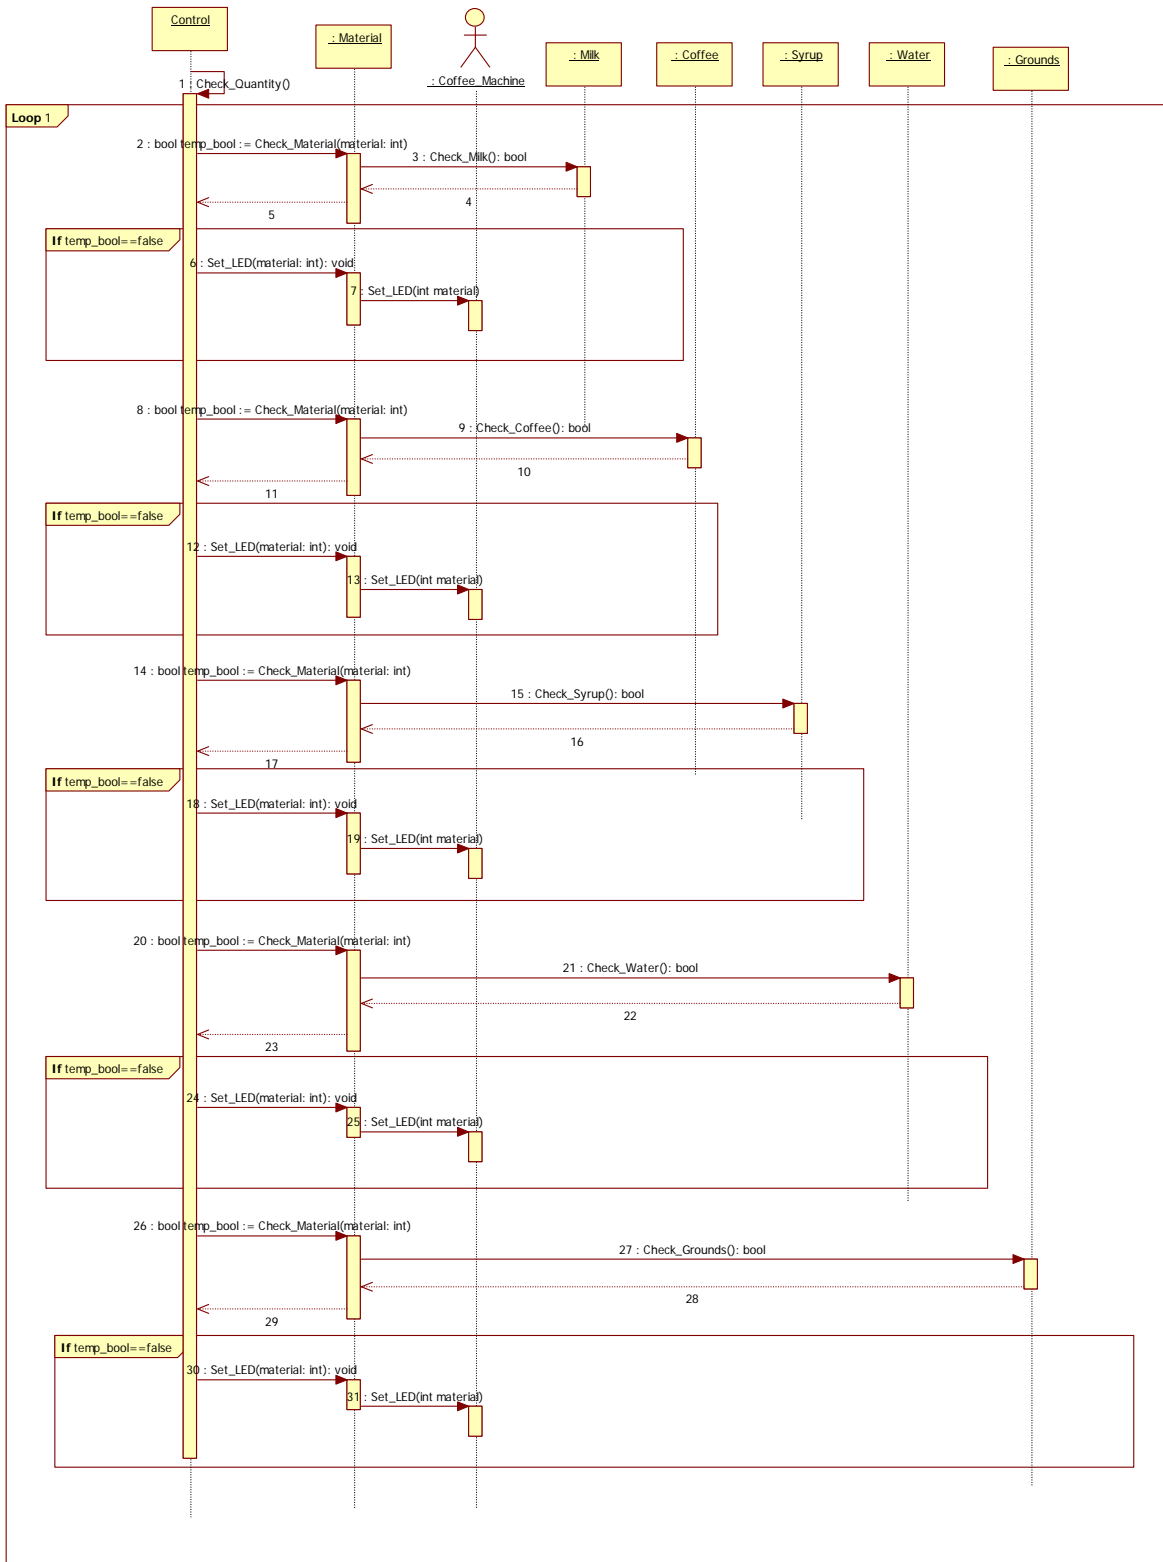 Control
: Material
: Coffee_Machine
: Milk
: Coffee
: Syrup
: Water
: Grounds
1 : Check_Quantity()
Loop 1
2 : bool temp_bool := Check_Material(material: int)
3 : Check_Milk(): bool
4
5
If temp_bool==false
6 : Set_LED(material: int): void
7 : Set_LED(int material)
8 : bool temp_bool := Check_Material(material: int)
9 : Check_Coffee(): bool
10
11
If temp_bool==false
12 : Set_LED(material: int): void
13 : Set_LED(int material)
14 : bool temp_bool := Check_Material(material: int)
15 : Check_Syrup(): bool
16
17
If temp_bool==false
18 : Set_LED(material: int): void
19 : Set_LED(int material)
20 : bool temp_bool := Check_Material(material: int)
21 : Check_Water(): bool
22
23
If temp_bool==false
24 : Set_LED(material: int): void
25 : Set_LED(int material)
26 : bool temp_bool := Check_Material(material: int)
27 : Check_Grounds(): bool
28
29
If temp_bool==false
30 : Set_LED(material: int): void
31 : Set_LED(int material)